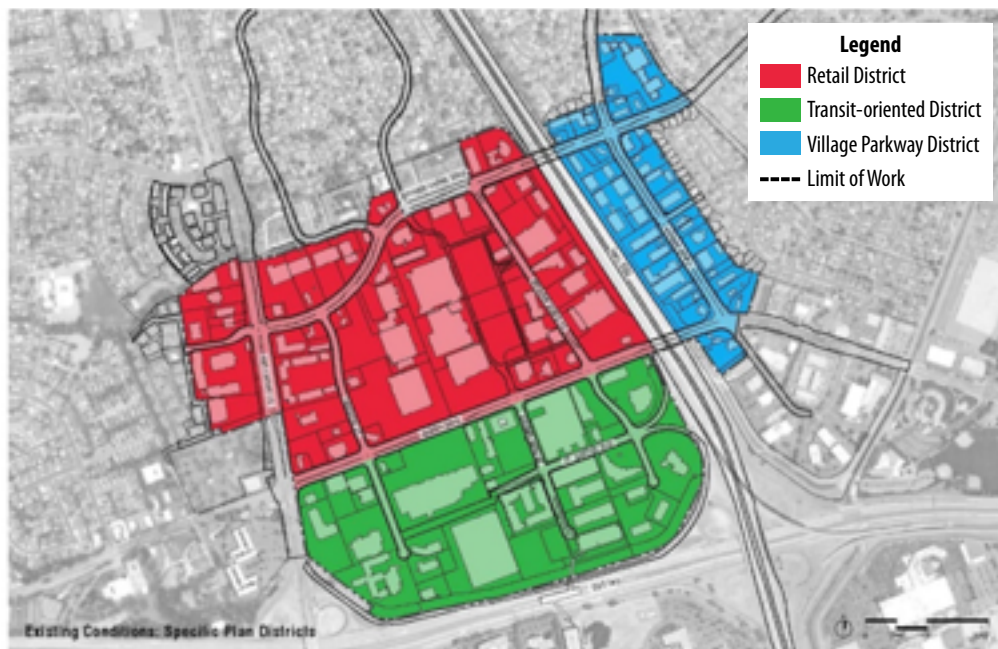 Legend
Retail District
Transit-oriented District
Village Parkway District
Limit of Work
Existing Conditions: Specific Plan Districts